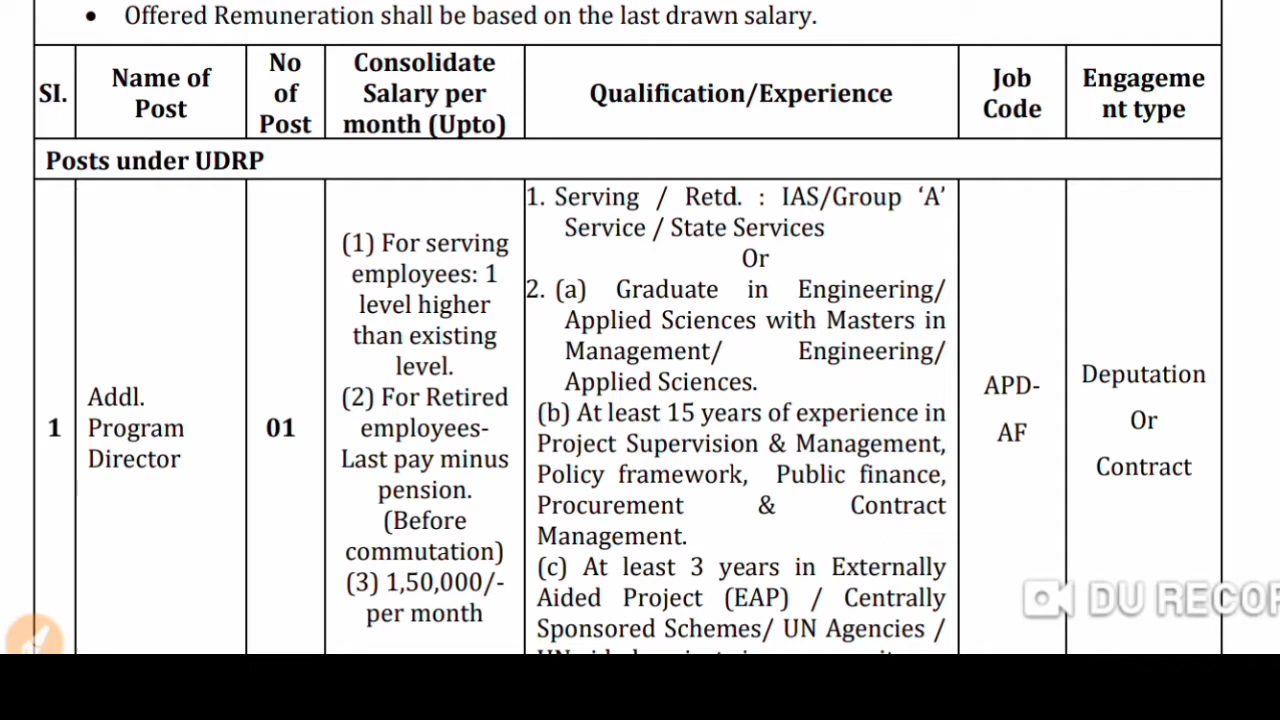 • Offered Remuneration shall be based on the last drawn salary.
SI.
Name of
Post
No
of
Post
Consolidate
Salary per
month (Upto)
Qualification/Experience
Job
Code
Engageme
nt type
Posts under UDRP
1
Addl.
Program
Director
01
(1) For serving
employees: 1
level higher
than existing
level.
(2) For Retired
employees-
Last pay minus
pension.
(Before
commutation)
(3) 1,50,000/-
per month
1. Serving / Retd. : IAS/Group ‘A’
Service / State Services
Or
2. (a) Graduate in Engineering/
Applied Sciences with Masters in
Management/ Engineering/
Applied Sciences.
(b) At least 15 years of experience in
Project Supervision & Management,
Policy framework, Public finance,
Procurement & Contract
Management.
(c) At least 3 years in Externally
Aided Project (EAP) / Centrally
Sponsored Schemes/ UN Agencies /
APD-
AF
Deputation
Or
Contract
DU RECOR